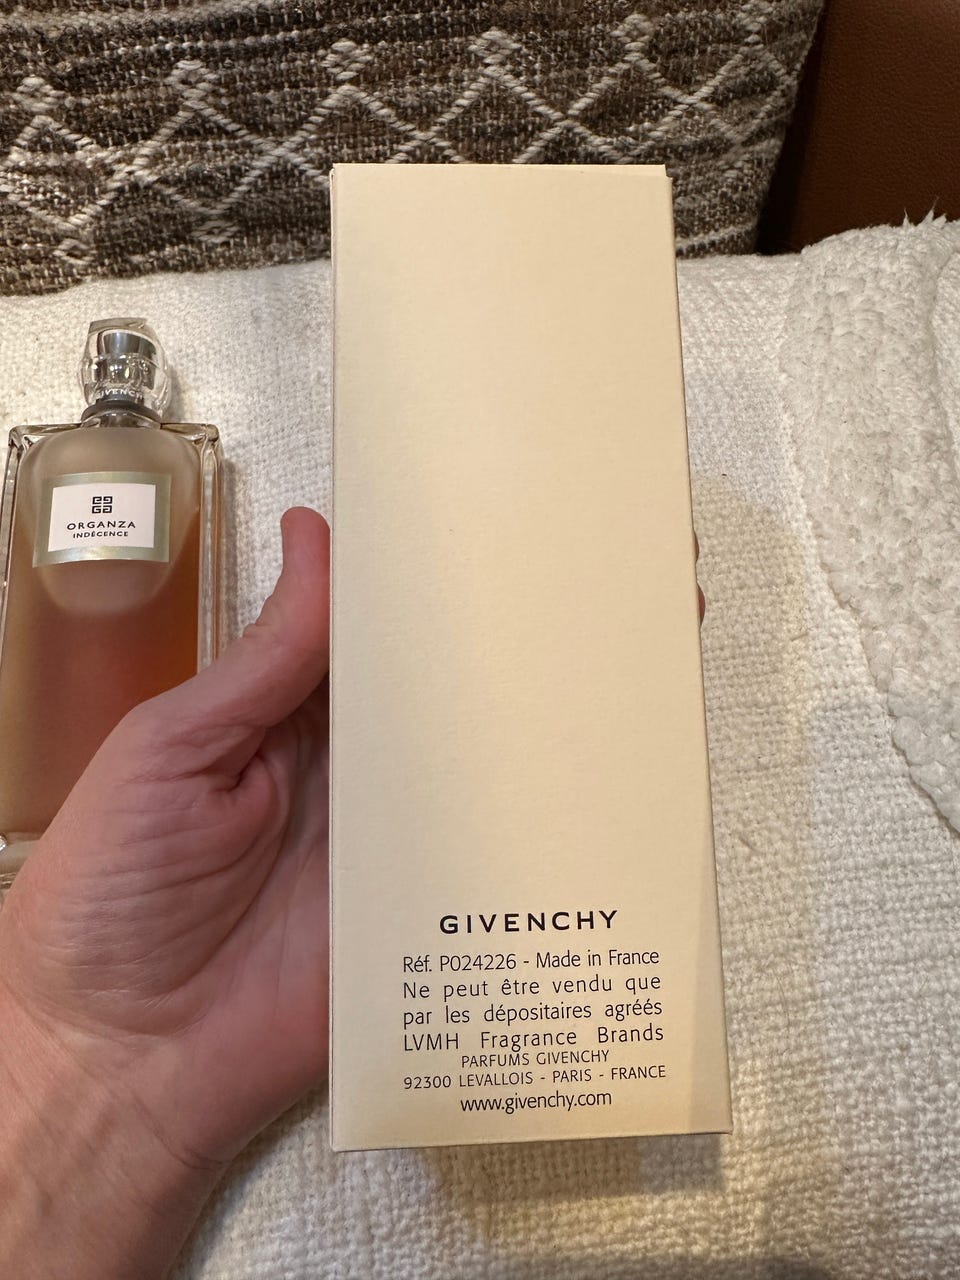 GIVENCHY
ORGANZA
INDÉCENCE
GIVENCHY
Réf. P024226 - Made in France
Ne peut être vendu que
par les dépositaires agréés
LVMH Fragrance Brands
PARFUMS GIVENCHY
92300 LEVALLOIS - PARIS - FRANCE
www.givenchy.com